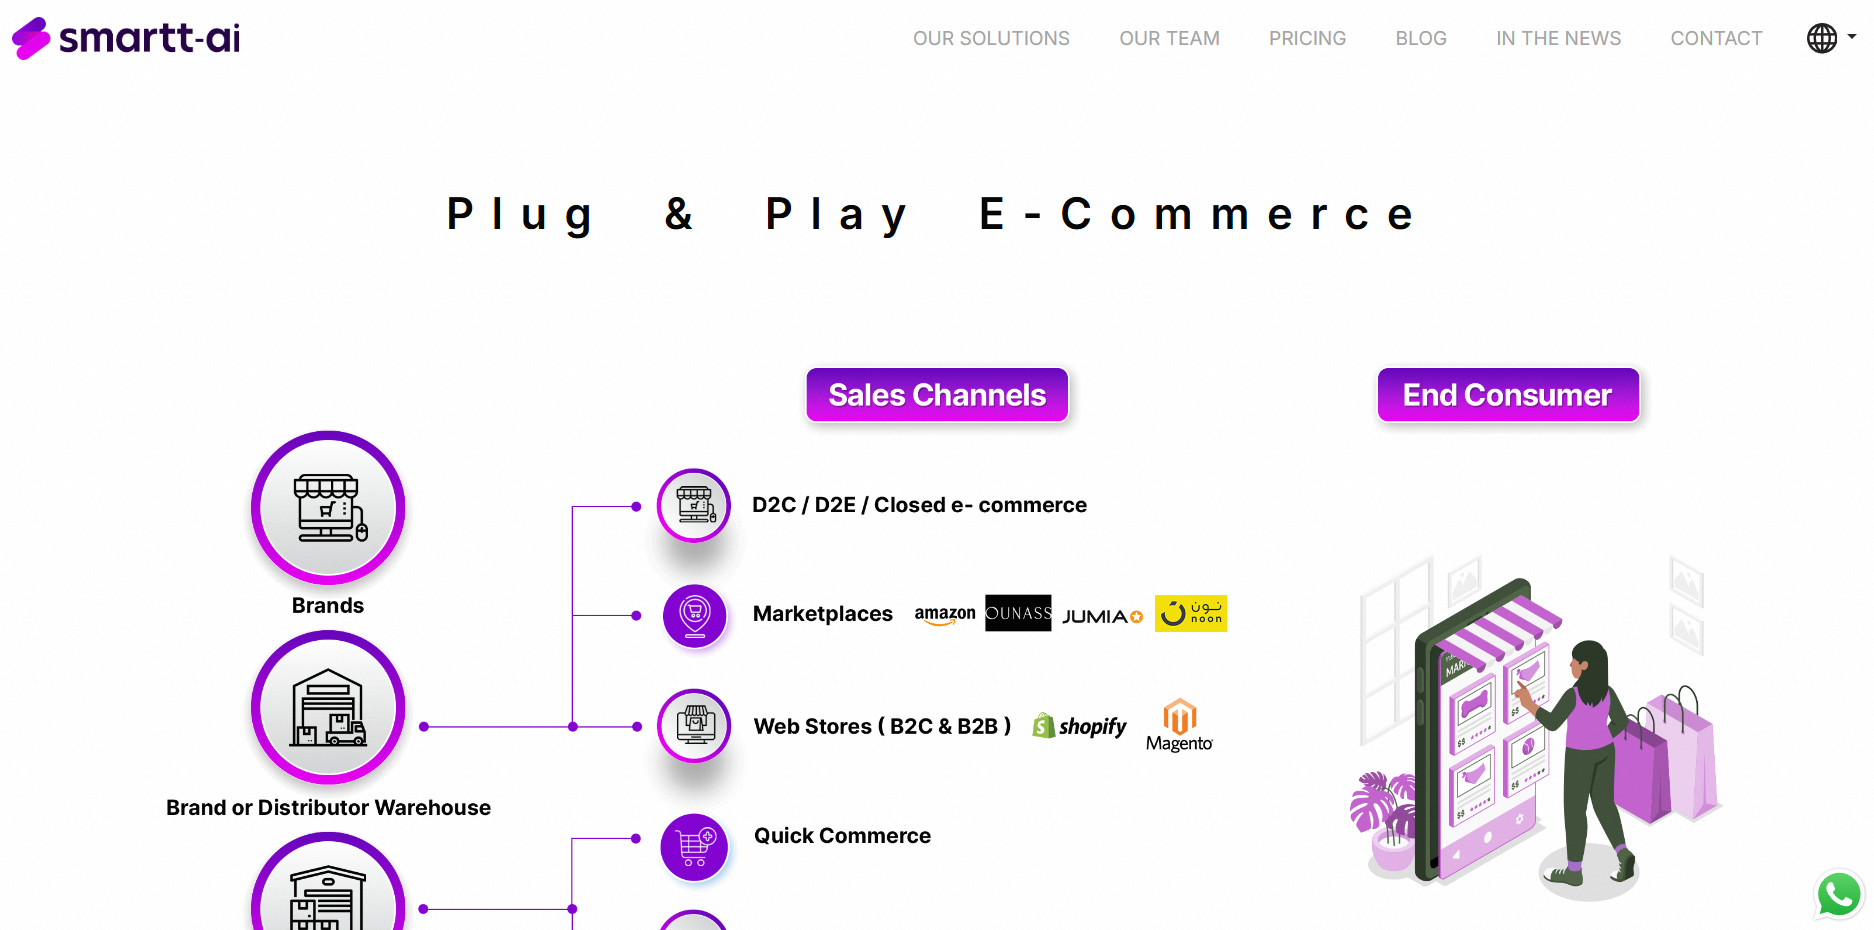 smartt-ai
OUR SOLUTIONS
OUR TEAM
PRICING
BLOG
IN THE NEWS
CONTACT
Plug & Play E-Commerce
Sales Channels
End Consumer
D2C / D2E / Closed e- commerce
Brands
Marketplaces
amazon
OUNASS
JUMIA
نون
noon
Web Stores ( B2C & B2B )
shopify
Magento
Brand or Distributor Warehouse
Quick Commerce
$$
$$
$$
$$